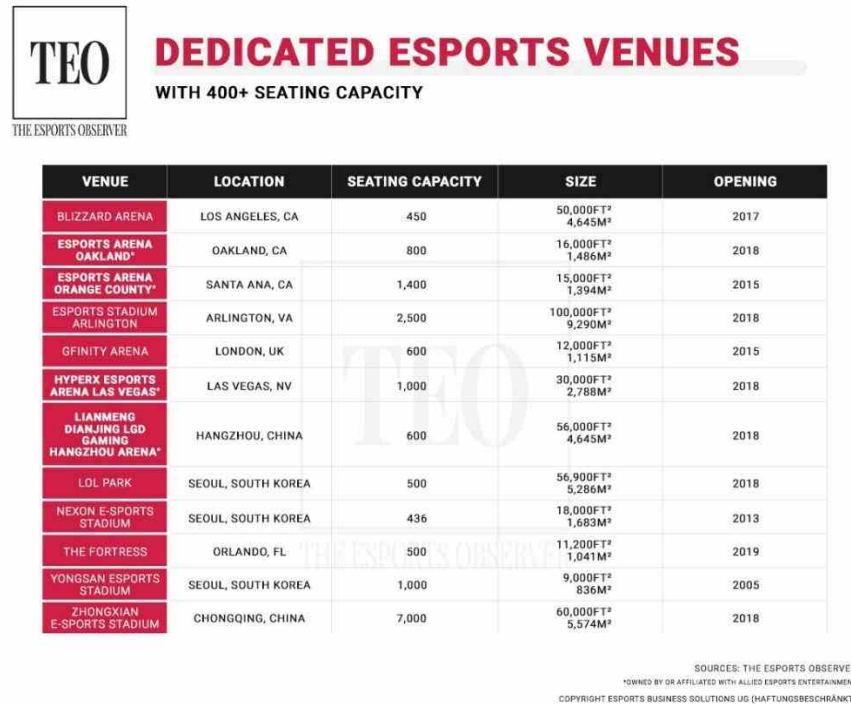 TEO
THE ESPORTS OBSERVER
DEDICATED ESPORTS VENUES
WITH 400+ SEATING CAPACITY
VENUE LOCATION SEATING CAPACITY SIZE OPENING
BLIZZARD ARENA LOS ANGELES, CA 450 50,000FT² 4,645M² 2017
ESPORTS ARENA OAKLAND* OAKLAND, CA 800 16,000FT² 1,486M² 2018
ESPORTS ARENA ORANGE COUNTY* SANTA ANA, CA 1,400 15,000FT² 1,394M² 2015
ESPORTS STADIUM ARLINGTON ARLINGTON, VA 2,500 100,000FT² 9,290M² 2018
GFINITY ARENA LONDON, UK 600 12,000FT² 1,115M² 2015
HYPERX ESPORTS ARENA LAS VEGAS* LAS VEGAS, NV 1,000 30,000FT² 2,788M² 2018
LIANMENG DIANJING LGD GAMING HANGZHOU ARENA* HANGZHOU, CHINA 600 56,000FT² 4,645M² 2018
LOL PARK SEOUL, SOUTH KOREA 500 56,900FT² 5,286M² 2018
NEXON E-SPORTS STADIUM SEOUL, SOUTH KOREA 436 18,000FT² 1,683M² 2013
THE FORTRESS ORLANDO, FL 500 11,200FT² 1,041M² 2019
YONGSAN ESPORTS STADIUM SEOUL, SOUTH KOREA 1,000 9,000FT² 836M² 2005
ZHONGXIAN E-SPORTS STADIUM CHONGQING, CHINA 7,000 60,000FT² 5,574M² 2018
TEO
THE ESPORTS OBSERVER
SOURCES: THE ESPORTS OBSERVE
*OWNED BY OR AFFILIATED WITH ALLIED ESPORTS ENTERTAINMEN
COPYRIGHT ESPORTS BUSINESS SOLUTIONS UG (HAFTUNGSBESCHRÄNKT